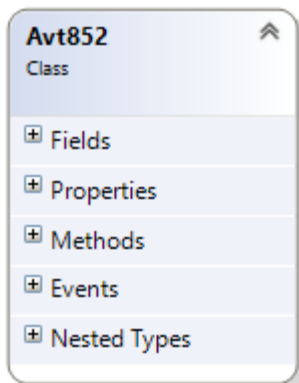 Avt852
Class
Fields
Properties
Methods
Events
Nested Types